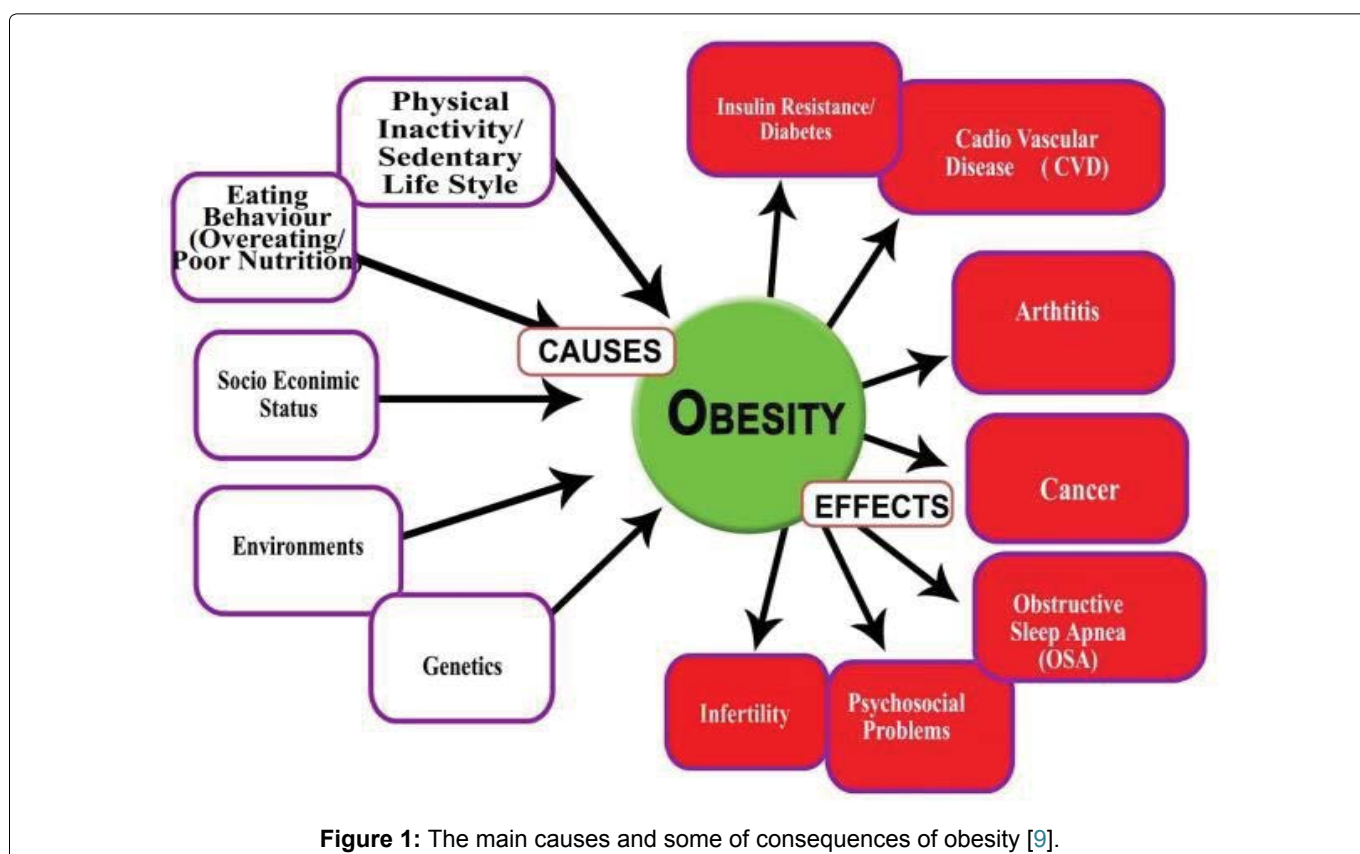 Physical
Inactivity/
Sedentary
Life Style
Eating
Behaviour
(Overeating/
Poor Nutrition)
Socio Econimic
Status
Environments
Genetics
CAUSES
OBESITY
EFFECTS
Insulin Resistance/
Diabetes
Cadio Vascular
Disease ( CVD)
Arthtitis
Cancer
Obstructive
Sleep Apnea
(OSA)
Psychosocial
Problems
Infertility
Figure 1: The main causes and some of consequences of obesity [9].